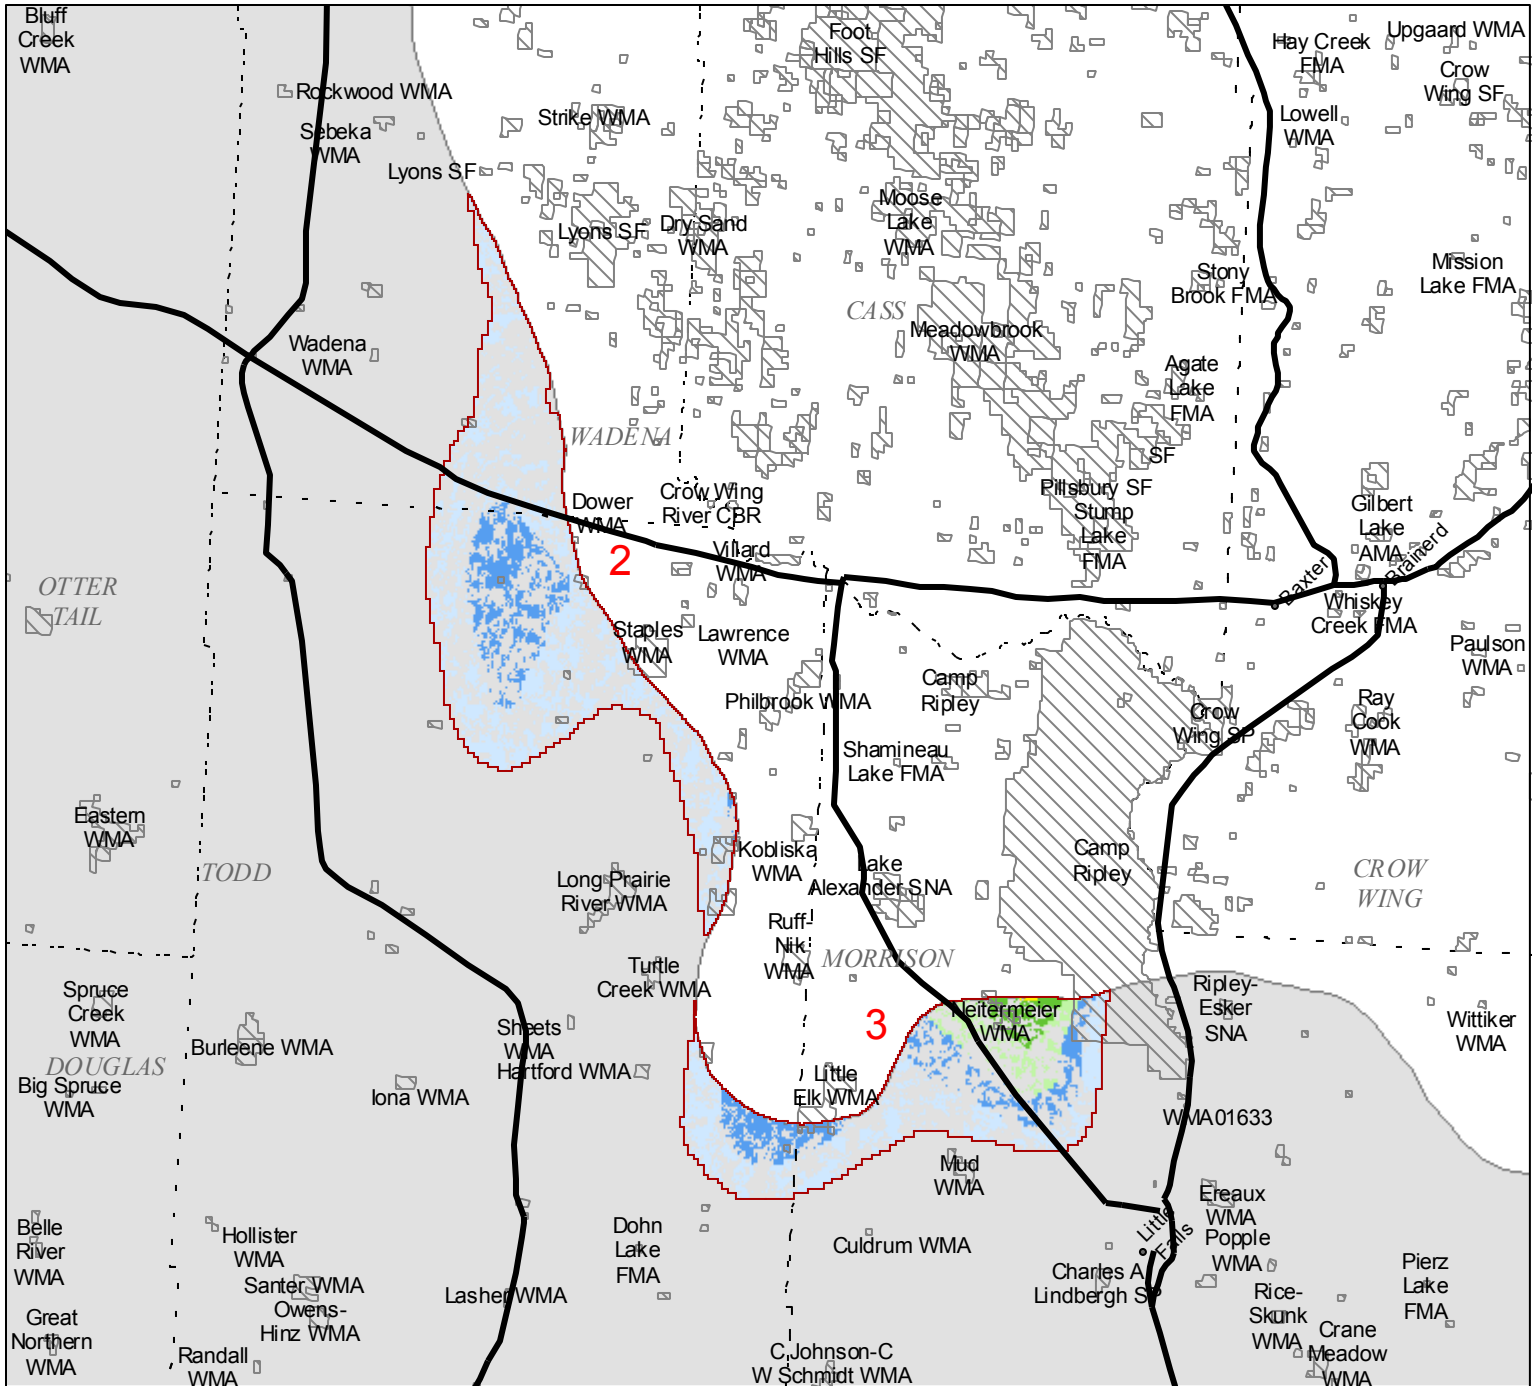 Bluff
Creek
WMA
Foot
Hills SF
Hay Creek
FMA
Upgaard WMA
Crow
Wing SF
Rockwood WMA
Sebeka
WMA
Strike WMA
Lowell
WMA
Lyons SF
Lyons SF
Dry Sand
WMA
Moose
Lake
WMA
Stony
Brook FMA
Mission
Lake FMA
CASS
Meadowbrook
WMA
Wadena
WMA
Agate
Lake
FMA
WADENA
SF
Pillsbury SF
Stump
Lake
FMA
Dower
WMA
Crow Wing
River CBR
Gilbert
Lake
AMA
Brainerd
Baxter
2
Villard
WMA
OTTER
TAIL
Whiskey
Creek FMA
Staples
WMA
Lawrence
WMA
Paulson
WMA
Philbrook WMA
Camp
Ripley
Crow
Wing SP
Ray
Cook
WMA
Shamineau
Lake FMA
Eastern
WMA
TODD
Kobliska
WMA
Lake
Alexander SNA
Camp
Ripley
CROW
WING
Long Prairie
River WMA
Ruff-
Nik
WMA
MORRISON
Turtle
Creek WMA
Spruce
Creek
WMA
Ripley-
Esker
SNA
Heitermeier
WMA
3
Wittiker
WMA
Sheets
WMA
Burleene WMA
DOUGLAS
Hartford WMA
Big Spruce
WMA
Iona WMA
Little
Elk WMA
WMA01633
Mud
WMA
Ereaux
WMA
Little
Falls
Popple
WMA
Belle
River
WMA
Hollister
WMA
Dohn
Lake
FMA
Culdrum WMA
Charles A
Lindbergh SP
Pierz
Lake
FMA
Santer WMA
Owens-
Hinz WMA
Lasher WMA
Rice-
Skunk
WMA
Great
Northern
WMA
Randall
WMA
C Johnson-C
W Schmidt WMA
Crane
Meadow
WMA